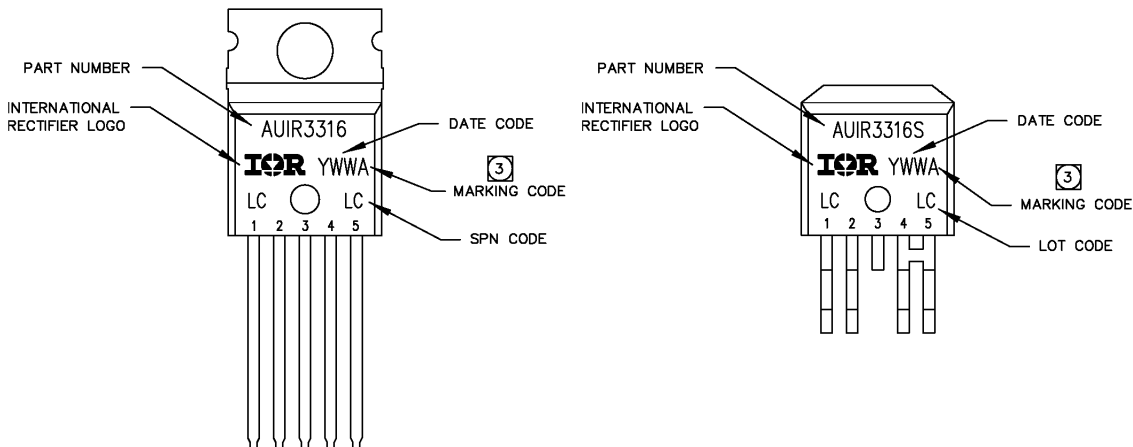 PART NUMBER
INTERNATIONAL
RECTIFIER LOGO
AUIR3316
IOR YWWA
LC LC
1 2 3 4 5
DATE CODE
3
MARKING CODE
SPN CODE
PART NUMBER
INTERNATIONAL
RECTIFIER LOGO
AUIR3316S
IOR YWWA
LC LC
1 2 3 4 5
DATE CODE
3
MARKING CODE
LOT CODE